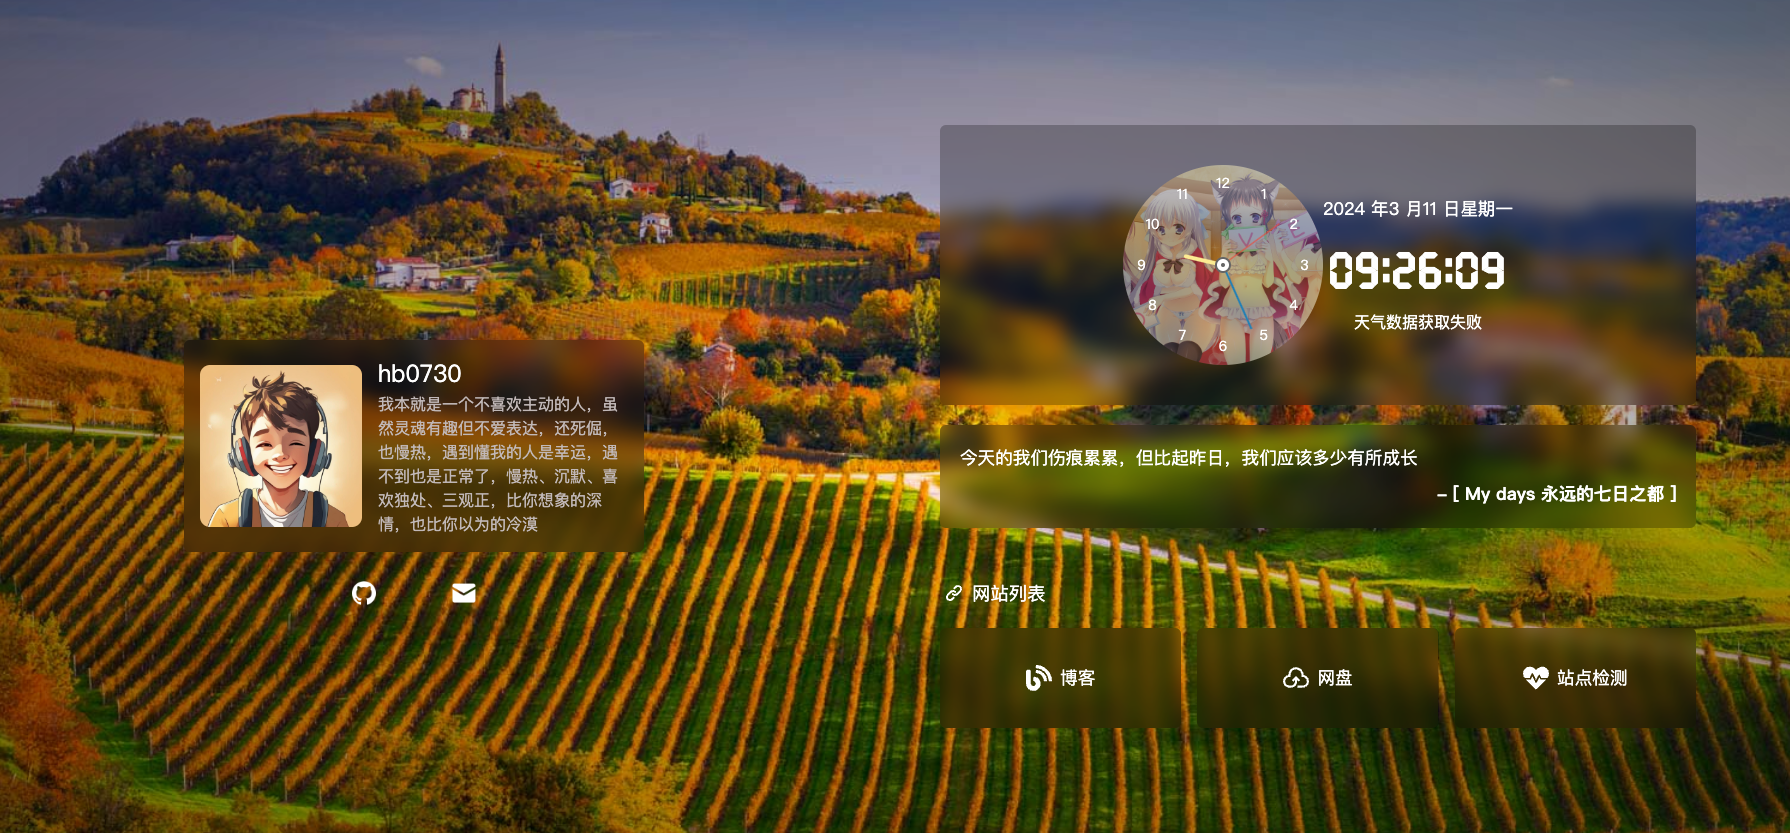 hb0730
我本就是一个不喜欢主动的人，虽
然灵魂有趣但不爱表达，还死倔，
也慢热，遇到懂我的人是幸运，遇
不到也是正常了，慢热、沉默、喜
欢独处、三观正，比你想象的深
情，也比你以为的冷漠
12
1
2
3
4
5
6
7
8
9
10
11
2024 年3 月11 日星期一
09:26:09
天气数据获取失败
今天的我们伤痕累累，但比起昨日，我们应该多少有所成长
– [ My days 永远的七日之都 ]
网站列表
博客
网盘
站点检测